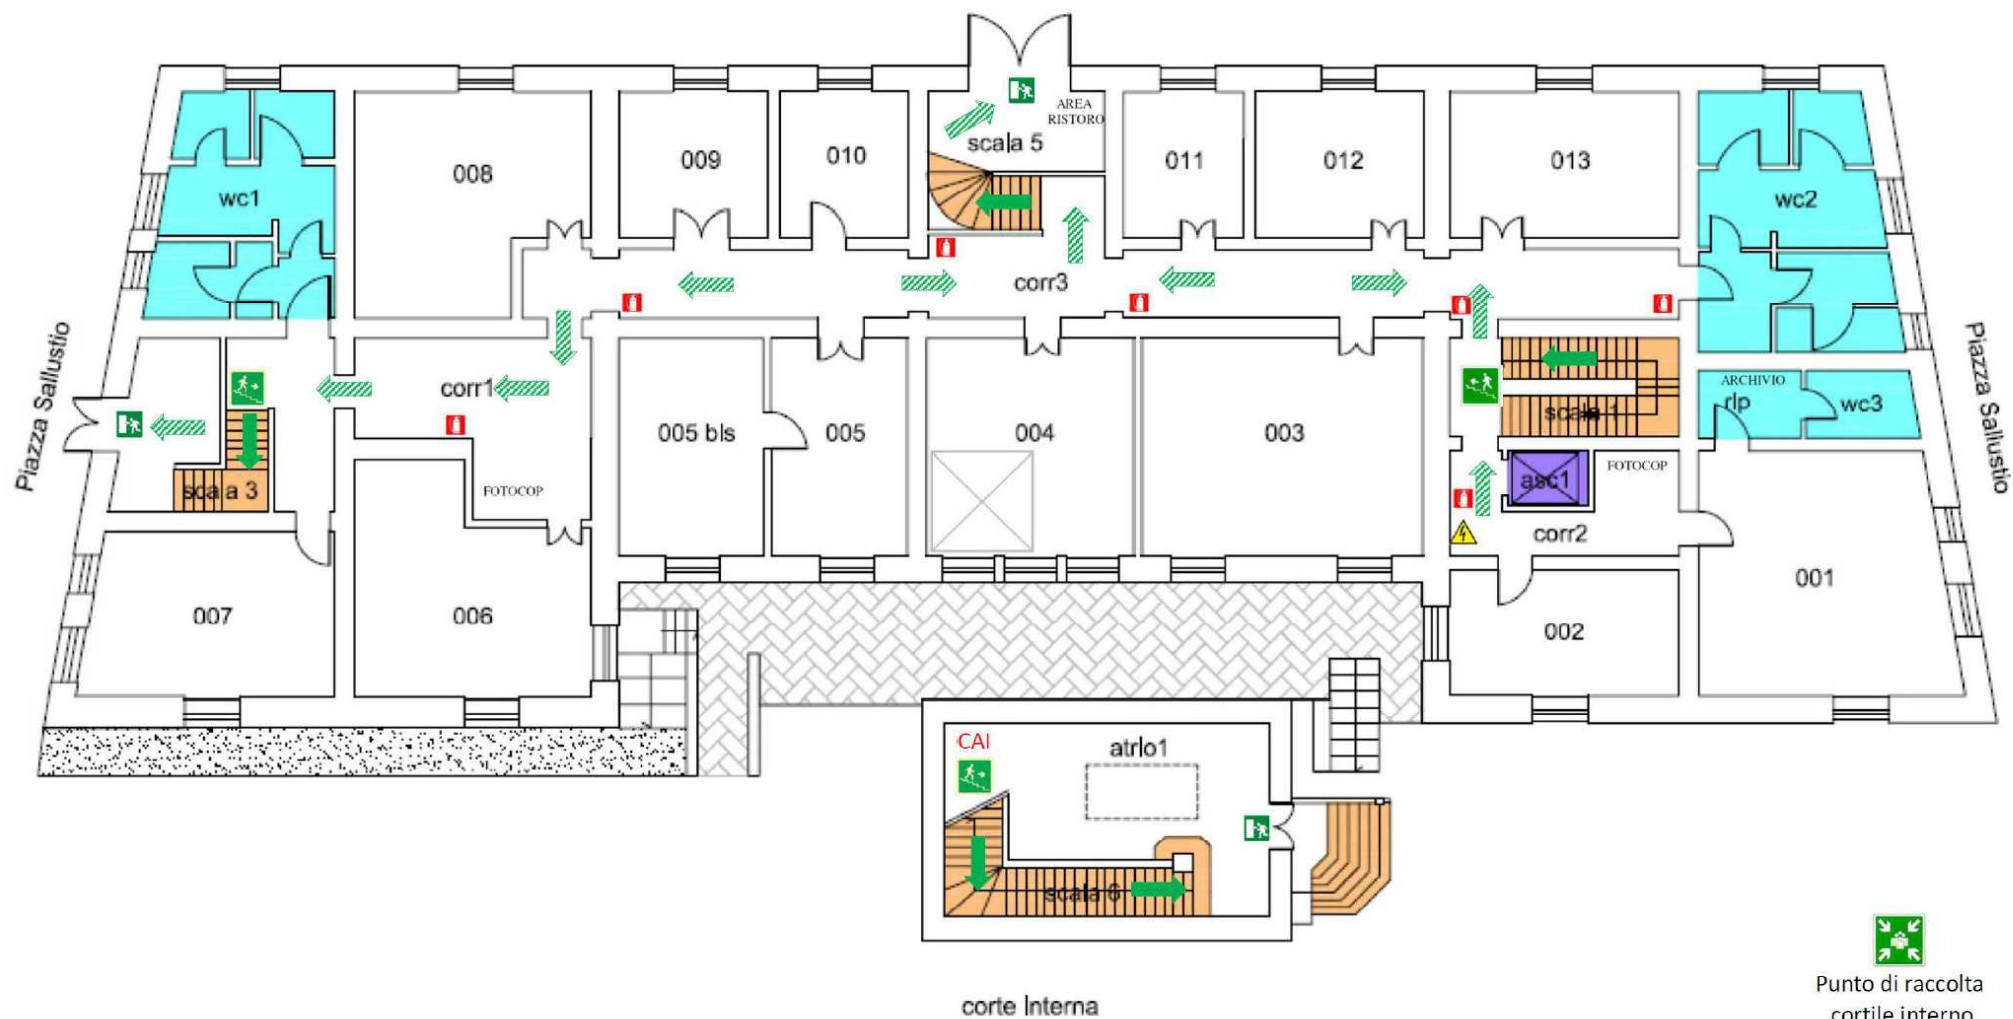 AREA
RISTORO
scala 5
008
009
010
011
012
013
wc1
wc2
corr3
Piazza Sallustio
Piazza Sallustio
corr1
ARCHIVIO
rlp
wc3
scala 1
005 bls
005
004
003
FOTOCOP
asc1
scala 3
FOTOCOP
corr2
001
007
006
002
CAI
atrlo1
scala 6
Punto di raccolta
cortile interno
corte Interna